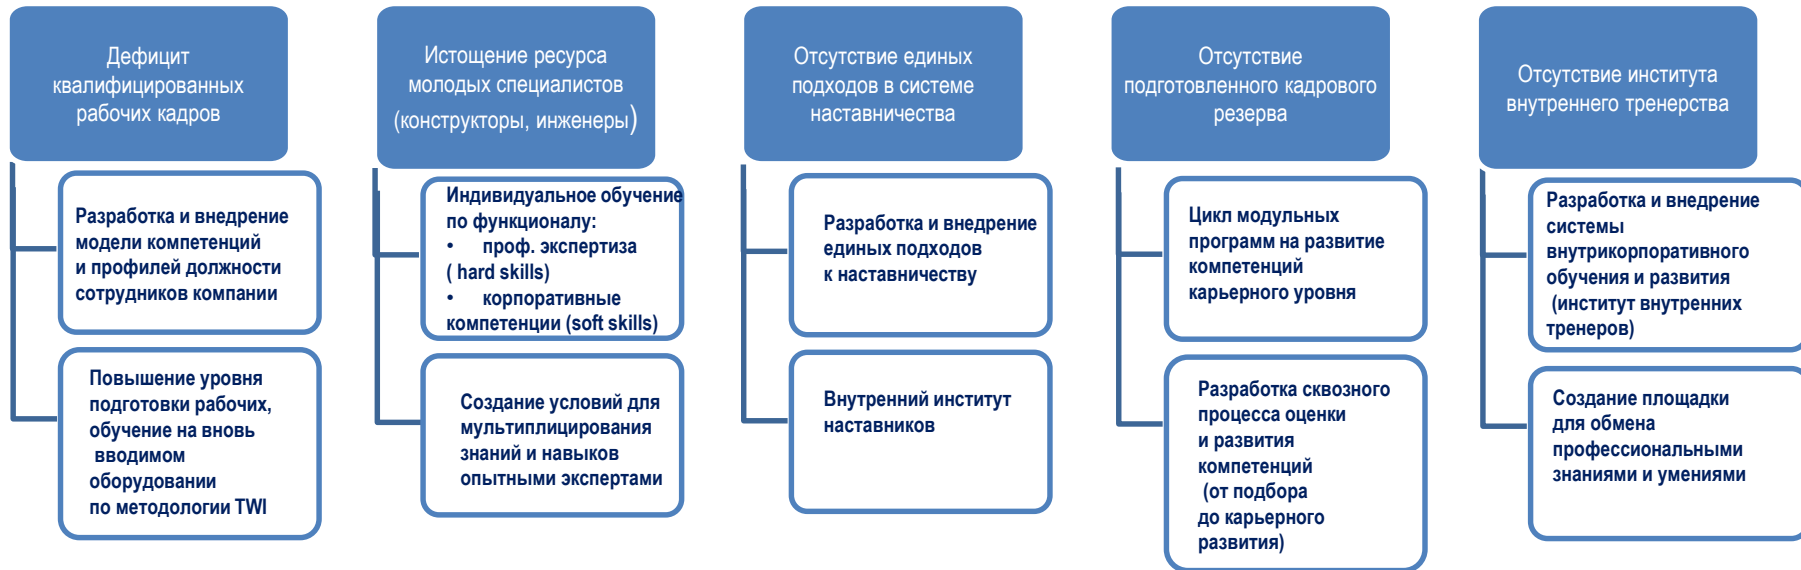 Дефицит
квалифицированных
рабочих кадров
Разработка и внедрение
модели компетенций
и профилей должности
сотрудников компании
Повышение уровня
подготовки рабочих,
обучение на вновь
вводимом
оборудовании
по методологии TWI
Истощение ресурса
молодых специалистов
(конструкторы, инженеры)
Индивидуальное обучение
по функционалу:
• проф. экспертиза
( hard skills)
• корпоративные
компетенции (soft skills)
Создание условий для
мультиплицирования
знаний и навыков
опытными экспертами
Отсутствие единых
подходов в системе
наставничества
Разработка и внедрение
единых подходов
к наставничеству
Внутренний институт
наставников
Отсутствие
подготовленного кадрового
резерва
Цикл модульных
программ на развитие
компетенций
карьерного уровня
Разработка сквозного
процесса оценки
и развития
компетенций
(от подбора
до карьерного
развития)
Отсутствие института
внутреннего тренерства
Разработка и внедрение
системы
внутрикорпоративного
обучения и развития
(институт внутренних
тренеров)
Создание площадки
для обмена
профессиональными
знаниями и умениями